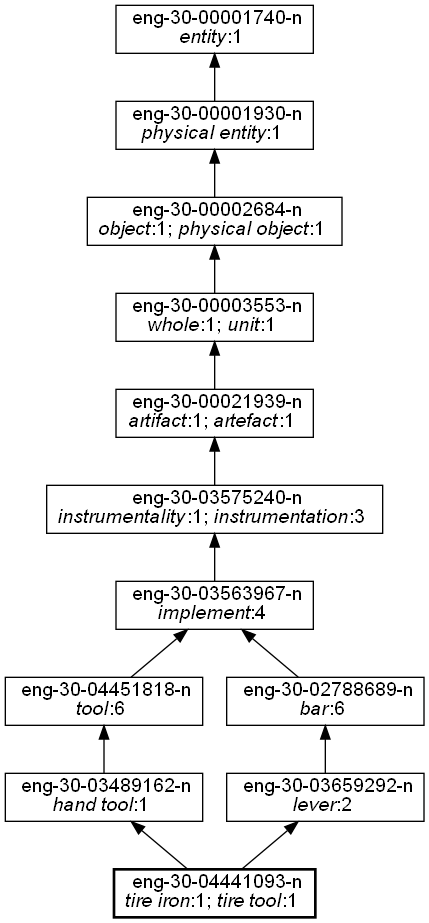 eng-30-00001740-n
entity:1
eng-30-00001930-n
physical entity:1
eng-30-00002684-n
object:1; physical object:1
eng-30-00003553-n
whole:1; unit:1
eng-30-00021939-n
artifact:1; artefact:1
eng-30-03575240-n
instrumentality:1; instrumentation:3
eng-30-03563967-n
implement:4
eng-30-04451818-n
tool:6
eng-30-02788689-n
bar:6
eng-30-03489162-n
hand tool:1
eng-30-03659292-n
lever:2
eng-30-04441093-n
tire iron:1; tire tool:1